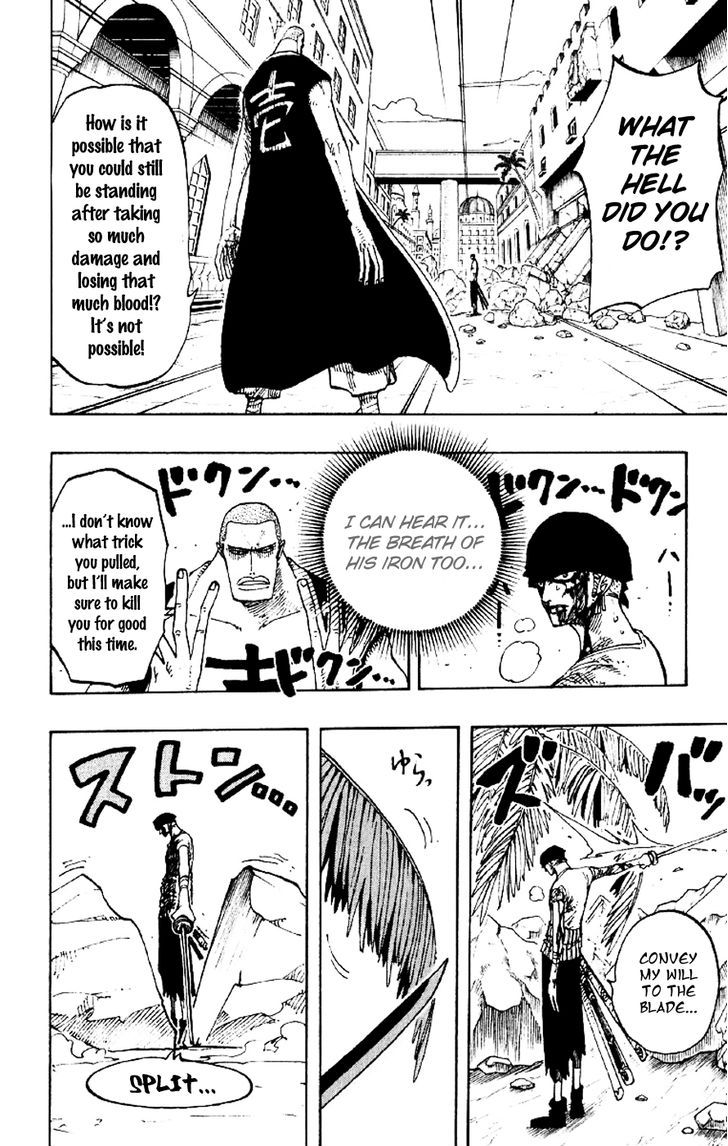 WHAT
THE
HELL
DID YOU
DO!?
壱
How is it
possible that
you could still
be standing
after taking
so much
damage and
losing that
much blood!?
It's not
possible!
ドクン…ドクン
ハー
I CAN HEAR IT...
THE BREATH OF
HIS IRON TOO...
ドクン…
...I don't know
what trick
you pulled,
but I'll make
sure to kill
you for good
this time.
ドクン…
バッ
ズ
CONVEY
MY WILL
TO THE
BLADE...
ゆらっ
ストン…
SPLIT...